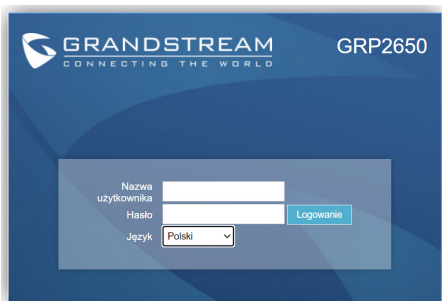 GRANDSTREAM
CONNECTING THE WORLD
GRP2650
Nazwa
użytkownika
Hasło
Logowanie
Język
Polski